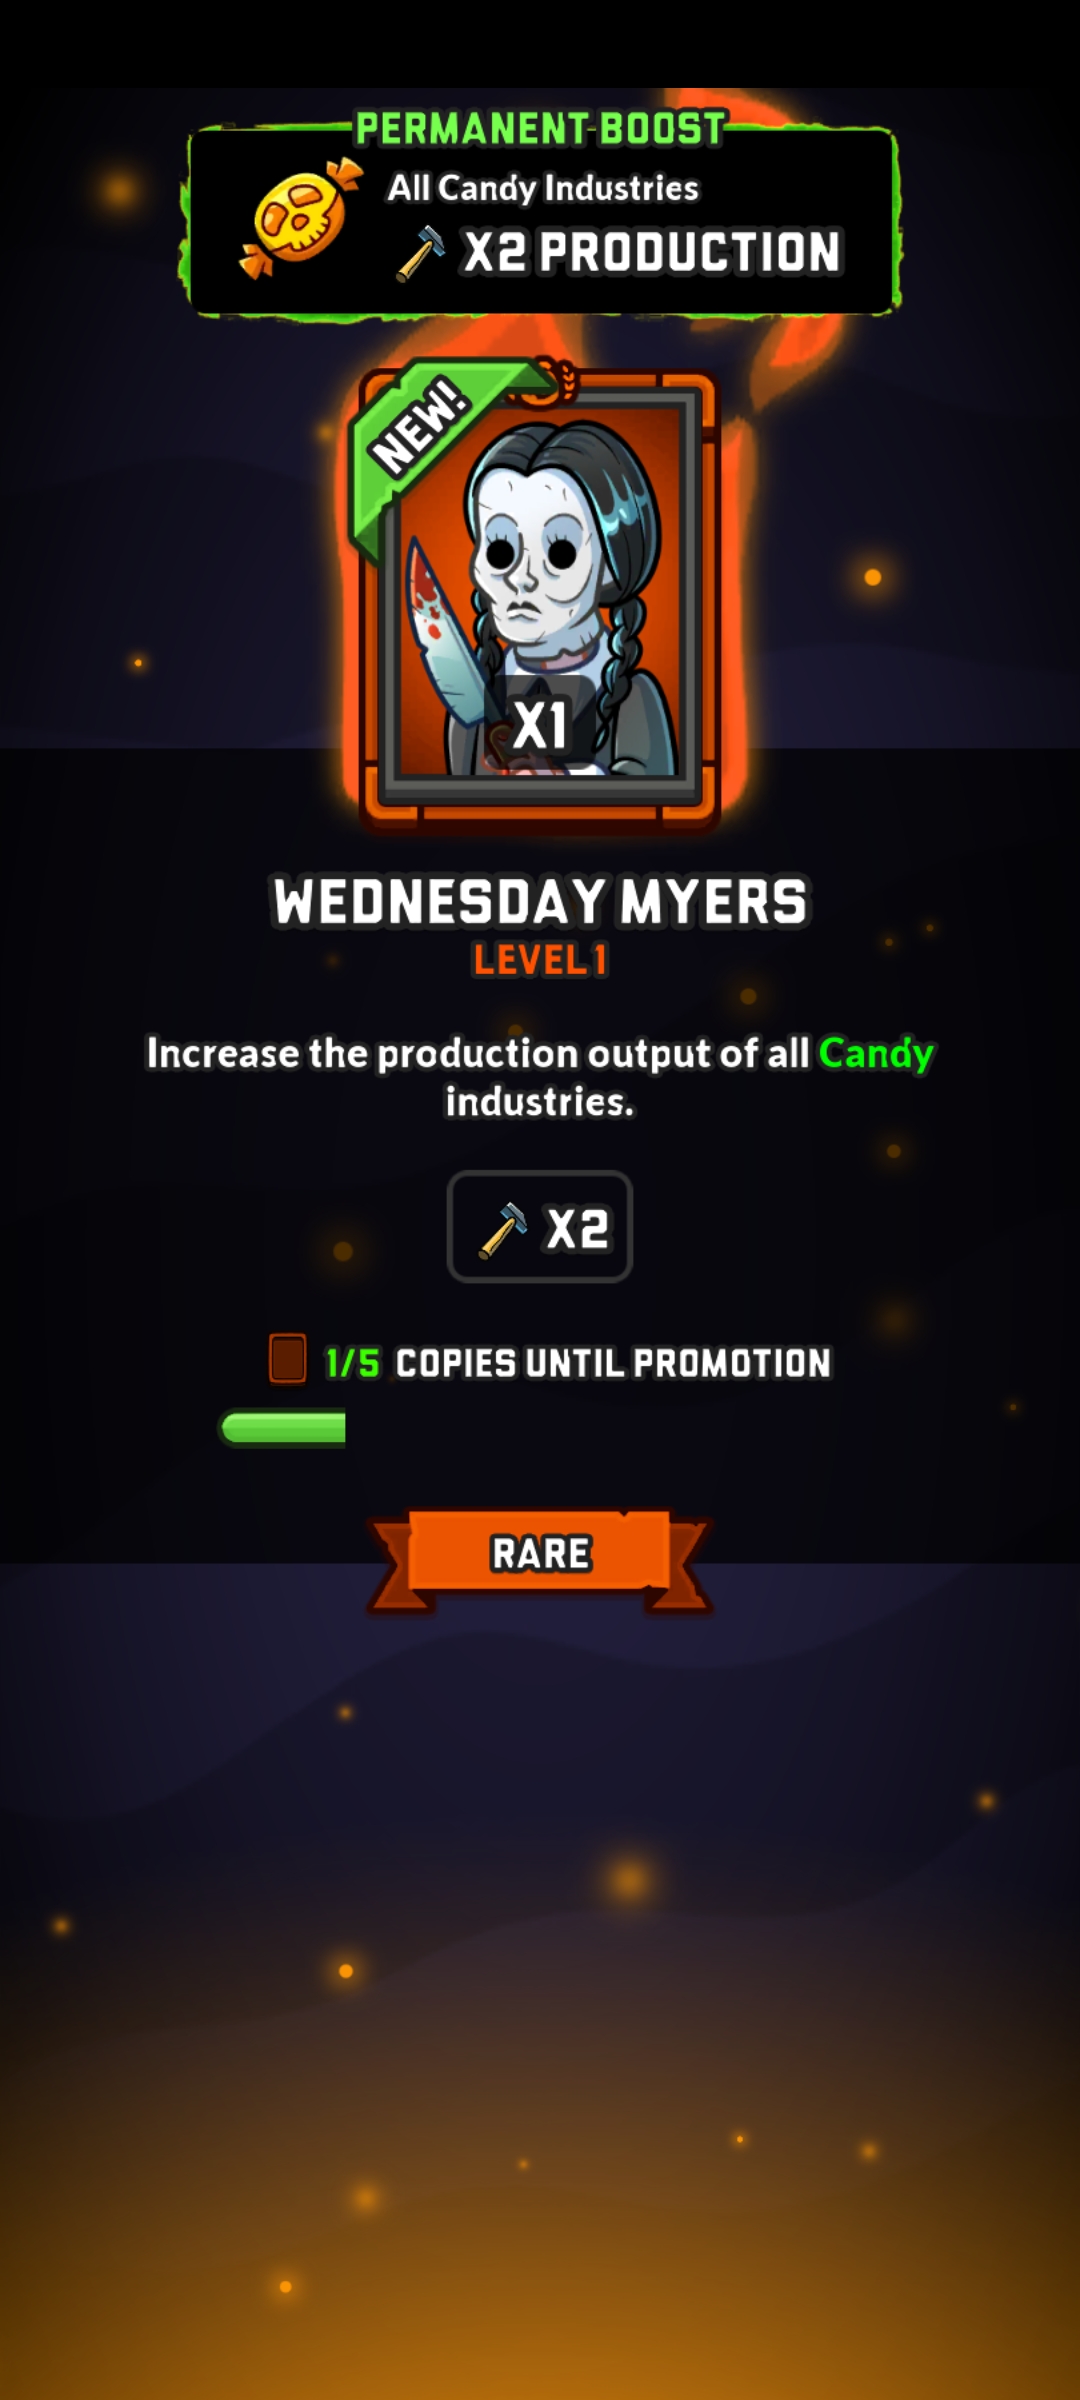 PERMANENT BOOST
All Candy Industries
X2 PRODUCTION
NEW!
X1
WEDNESDAY MYERS
LEVEL 1
Increase the production output of all Candy
industries.
X2
1/5 COPIES UNTIL PROMOTION
RARE